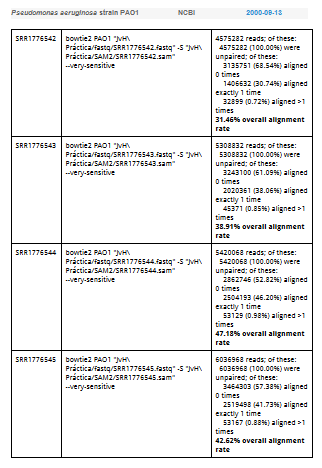 Pseudomonas aeruginosa strain PAO1 NCBI 2000-09-13
SRR1776542
bowtie2 PAO1 "JvH\
Práctica/fastq/SRR1776542.fastq" -S "JvH\
Práctica/SAM2/SRR1776542.sam"
--very-sensitive
4575282 reads; of these:
4575282 (100.00%) were
unpaired; of these:
3135751 (68.54%) aligned
0 times
1406632 (30.74%) aligned
exactly 1 time
32899 (0.72%) aligned >1
times
31.46% overall alignment
rate
SRR1776543
bowtie2 PAO1 "JvH\
Práctica/fastq/SRR1776543.fastq" -S "JvH\
Práctica/SAM2/SRR1776543.sam"
--very-sensitive
5308832 reads; of these:
5308832 (100.00%) were
unpaired; of these:
3243100 (61.09%) aligned
0 times
2020361 (38.06%) aligned
exactly 1 time
45371 (0.85%) aligned >1
times
38.91% overall alignment
rate
SRR1776544
bowtie2 PAO1 "JvH\
Práctica/fastq/SRR1776544.fastq" -S "JvH\
Práctica/SAM2/SRR1776544.sam"
--very-sensitive
5420068 reads; of these:
5420068 (100.00%) were
unpaired; of these:
2862746 (52.82%) aligned
0 times
2504193 (46.20%) aligned
exactly 1 time
53129 (0.98%) aligned >1
times
47.18% overall alignment
rate
SRR1776545
bowtie2 PAO1 "JvH\
Práctica/fastq/SRR1776545.fastq" -S "JvH\
Práctica/SAM2/SRR1776545.sam"
--very-sensitive
6036968 reads; of these:
6036968 (100.00%) were
unpaired; of these:
3464303 (57.38%) aligned
0 times
2519498 (41.73%) aligned
exactly 1 time
53167 (0.88%) aligned >1
times
42.62% overall alignment
rate